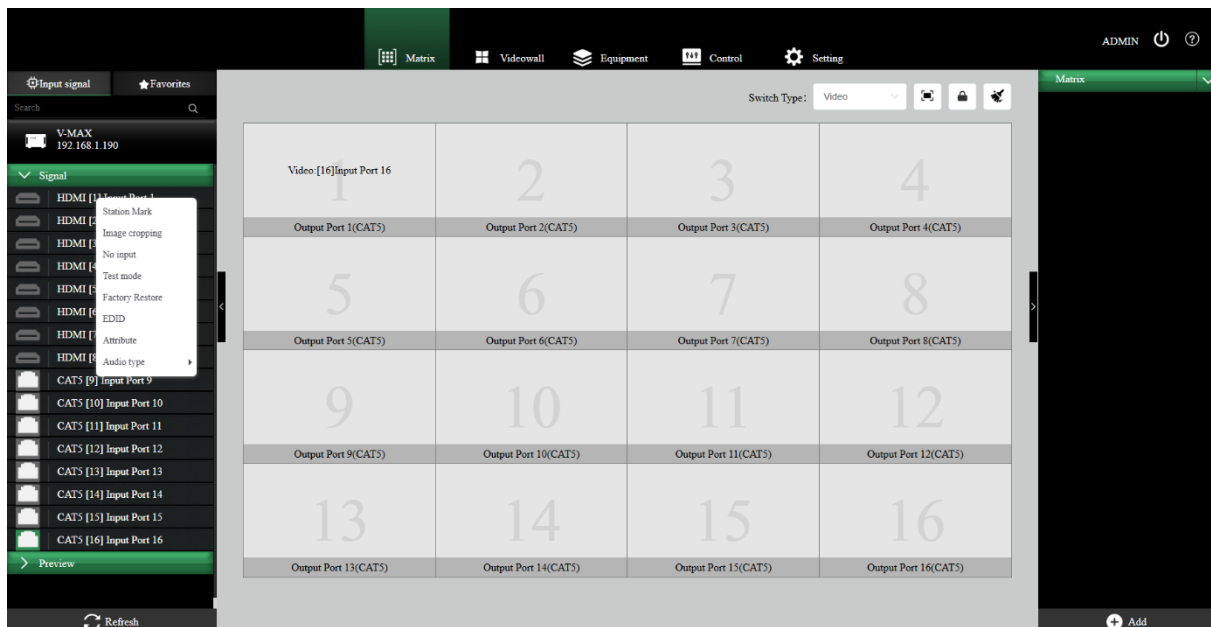 ADMIN
Matrix Videowall Equipment Control Setting
Input signal Favorites
Search
V-MAX
192.168.1.190
Signal
HDMI [1] Input Port 1
HDMI [2
HDMI [3
HDMI [4
HDMI [5
HDMI [6
HDMI [7
HDMI [8
CAT5 [9] Input Port 9
CAT5 [10] Input Port 10
CAT5 [11] Input Port 11
CAT5 [12] Input Port 12
CAT5 [13] Input Port 13
CAT5 [14] Input Port 14
CAT5 [15] Input Port 15
CAT5 [16] Input Port 16
Preview
Refresh
Station Mark
Image cropping
No input
Test mode
Factory Restore
EDID
Attribute
Audio type
Switch Type: Video
Video:[16]Input Port 16
1 2 3 4
Output Port 1(CAT5) Output Port 2(CAT5) Output Port 3(CAT5) Output Port 4(CAT5)
5 6 7 8
Output Port 5(CAT5) Output Port 6(CAT5) Output Port 7(CAT5) Output Port 8(CAT5)
9 10 11 12
Output Port 9(CAT5) Output Port 10(CAT5) Output Port 11(CAT5) Output Port 12(CAT5)
13 14 15 16
Output Port 13(CAT5) Output Port 14(CAT5) Output Port 15(CAT5) Output Port 16(CAT5)
Matrix
Add